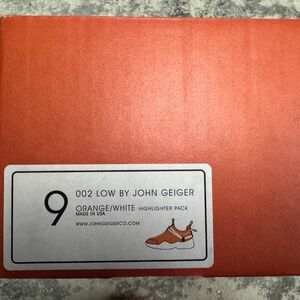 9
002 LOW BY JOHN GEIGER
ORANGE/WHITE HIGHLIGHTER PACK
MADE IN USA
WWW.JOHNGEIGERCO.COM